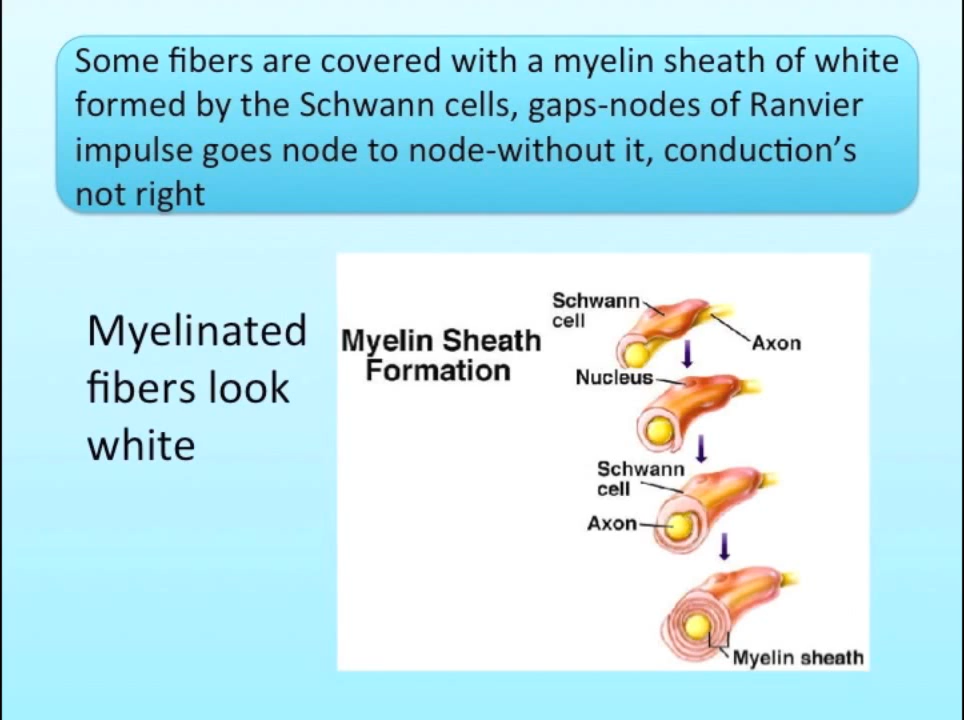 Some fibers are covered with a myelin sheath of white
formed by the Schwann cells, gaps-nodes of Ranvier
impulse goes node to node-without it, conduction's
not right
Myelinated
fibers look
white
Myelin Sheath
Formation
Schwann
cell
Axon
Nucleus
Schwann
cell
Axon
Myelin sheath